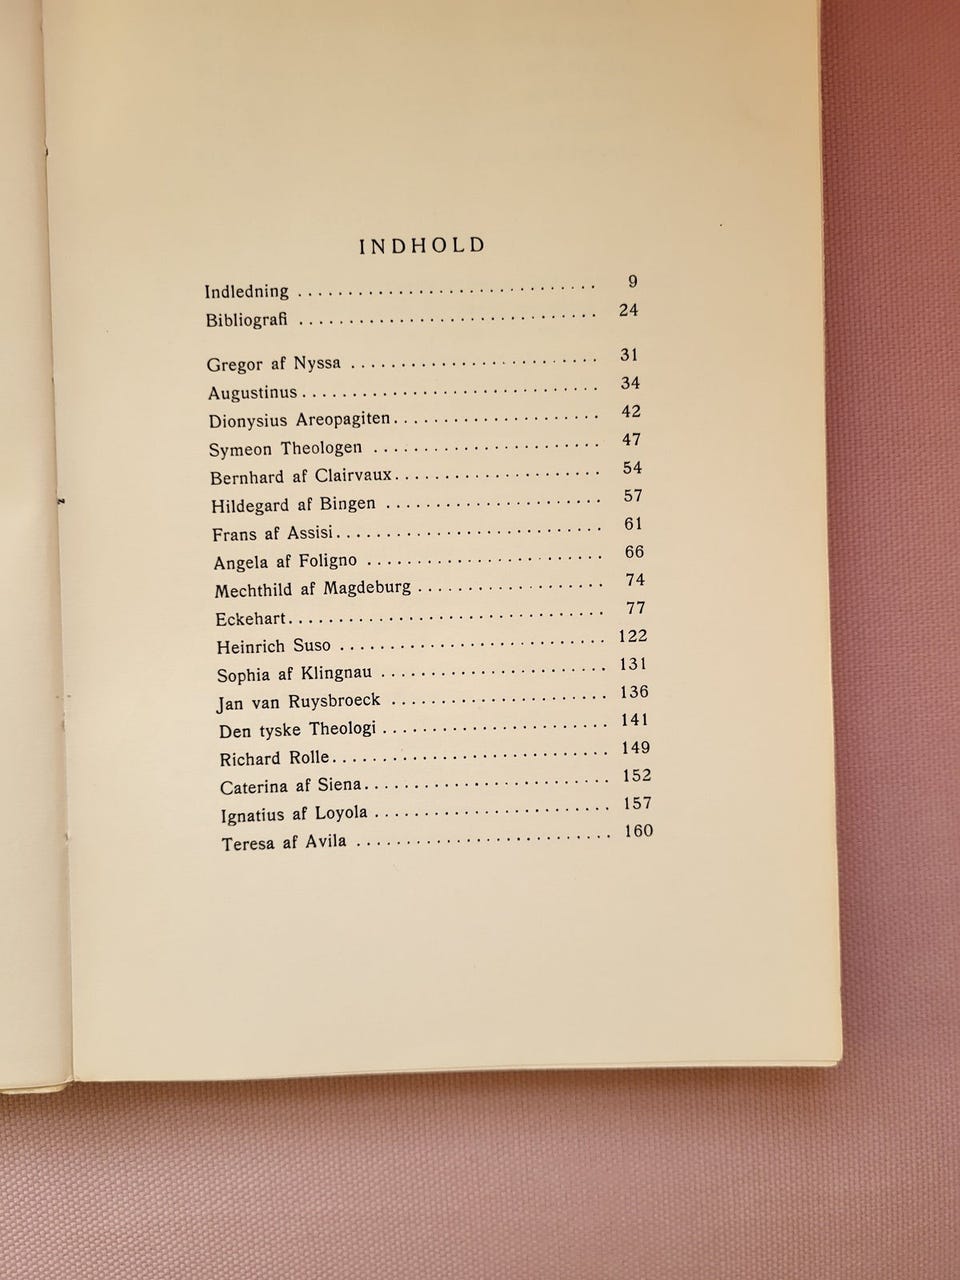 INDHOLD
Indledning .............................. 9
Bibliografi .............................. 24
Gregor af Nyssa ......................... 31
Augustinus .............................. 34
Dionysius Areopagiten ..................... 42
Symeon Theologen ....................... 47
Bernhard af Clairvaux ..................... 54
Hildegard af Bingen ...................... 57
Frans af Assisi ........................... 61
Angela af Foligno ........................ 66
Mechthild af Magdeburg ................... 74
Eckehart ................................ 77
Heinrich Suso ........................... 122
Sophia af Klingnau ....................... 131
Jan van Ruysbroeck ...................... 136
Den tyske Theologi ....................... 141
Richard Rolle ............................ 149
Caterina af Siena ......................... 152
Ignatius af Loyola ........................ 157
Teresa af Avila .......................... 160